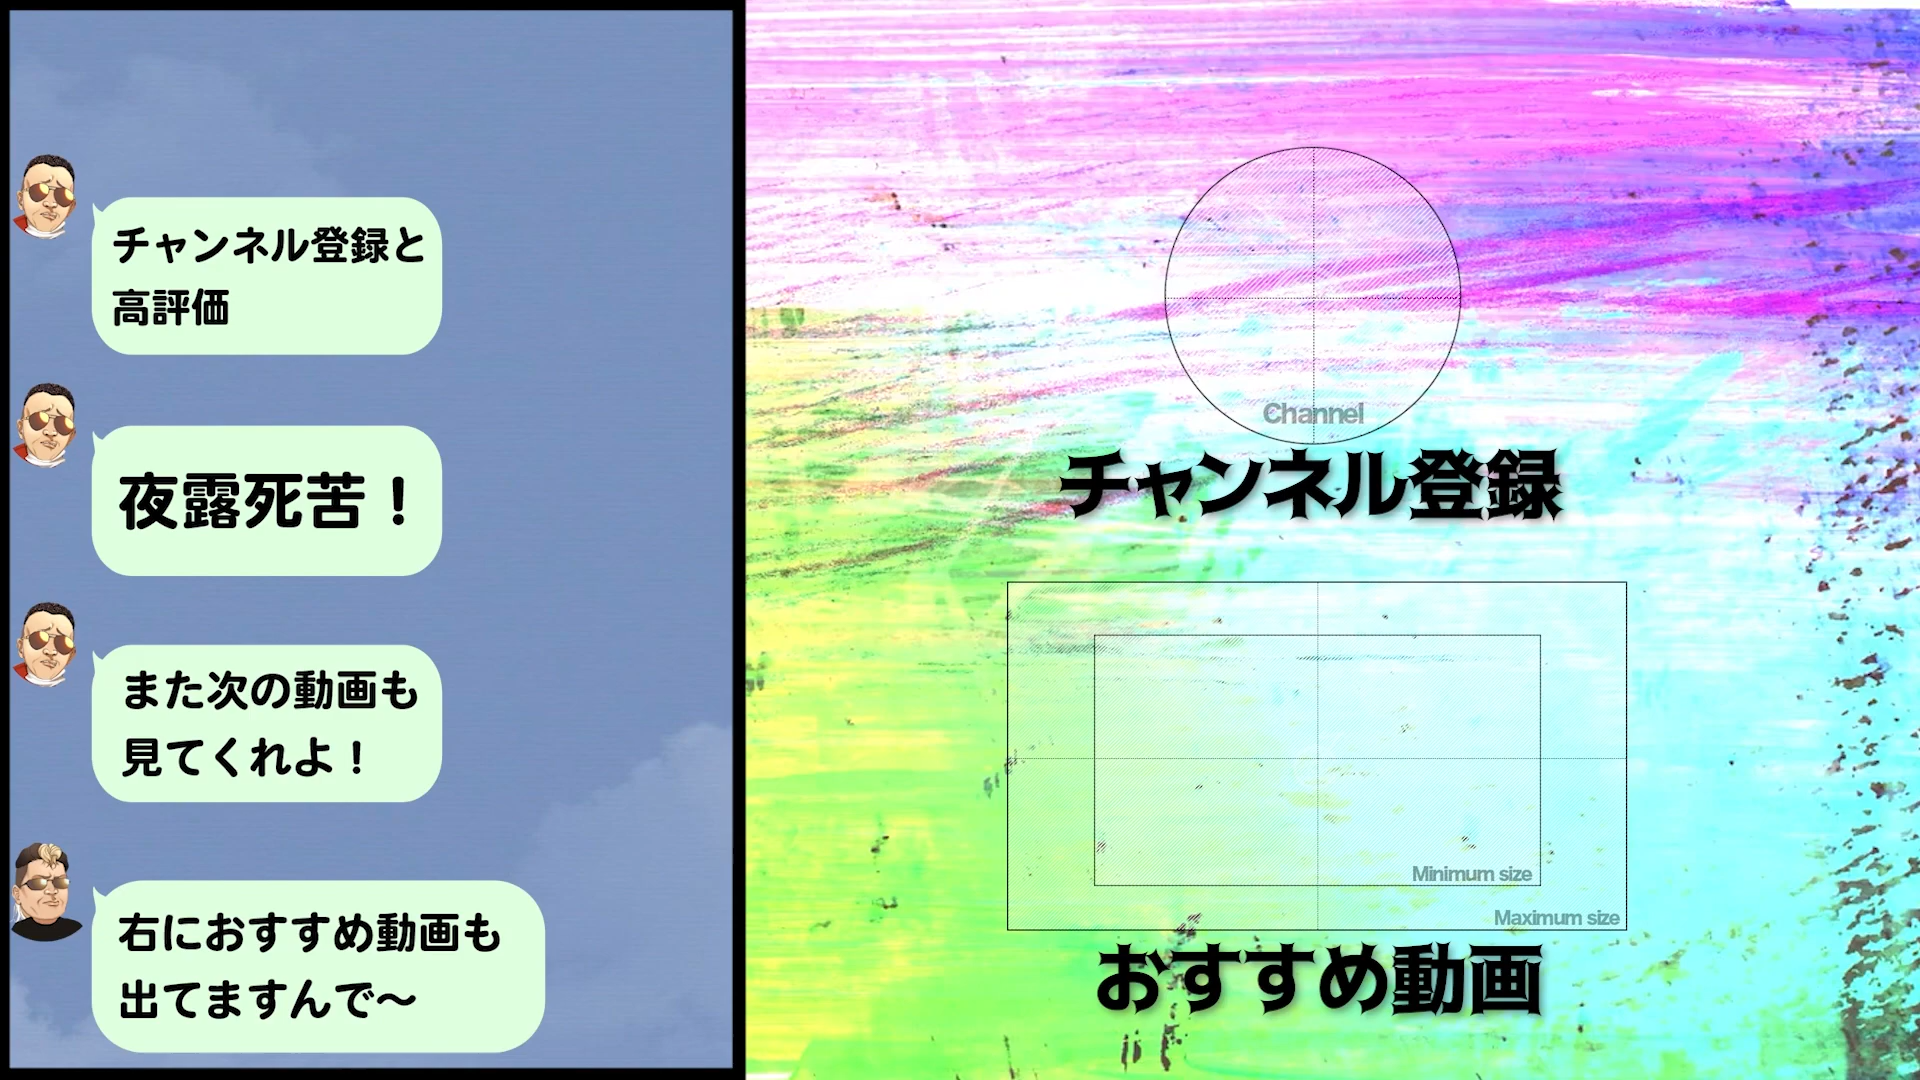 チャンネル登録と
高評価
夜露死苦！
また次の動画も
見てくれよ！
右におすすめ動画も
出てますんで〜
Channel
チャンネル登録
Minimum size
Maximum size
おすすめ動画